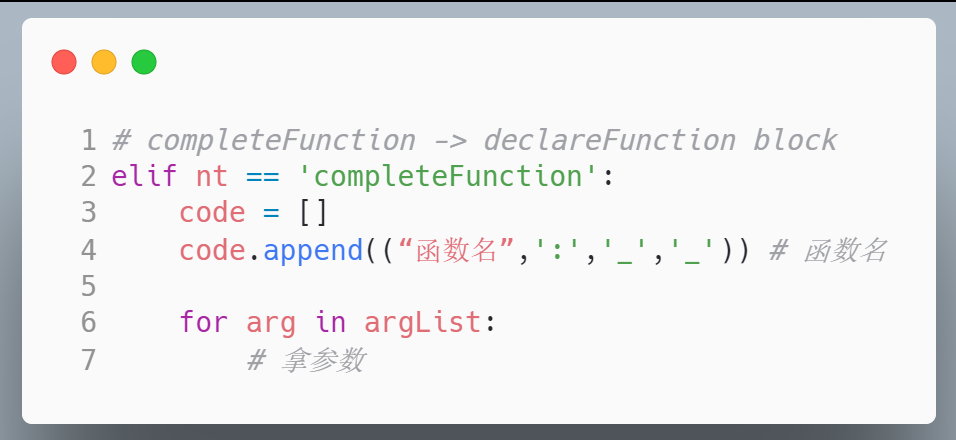 1 # completeFunction -> declareFunction block
2 elif nt == 'completeFunction':
3     code = []
4     code.append((“函数名”,':','_','_')) # 函数名
5
6     for arg in argList:
7         # 拿参数